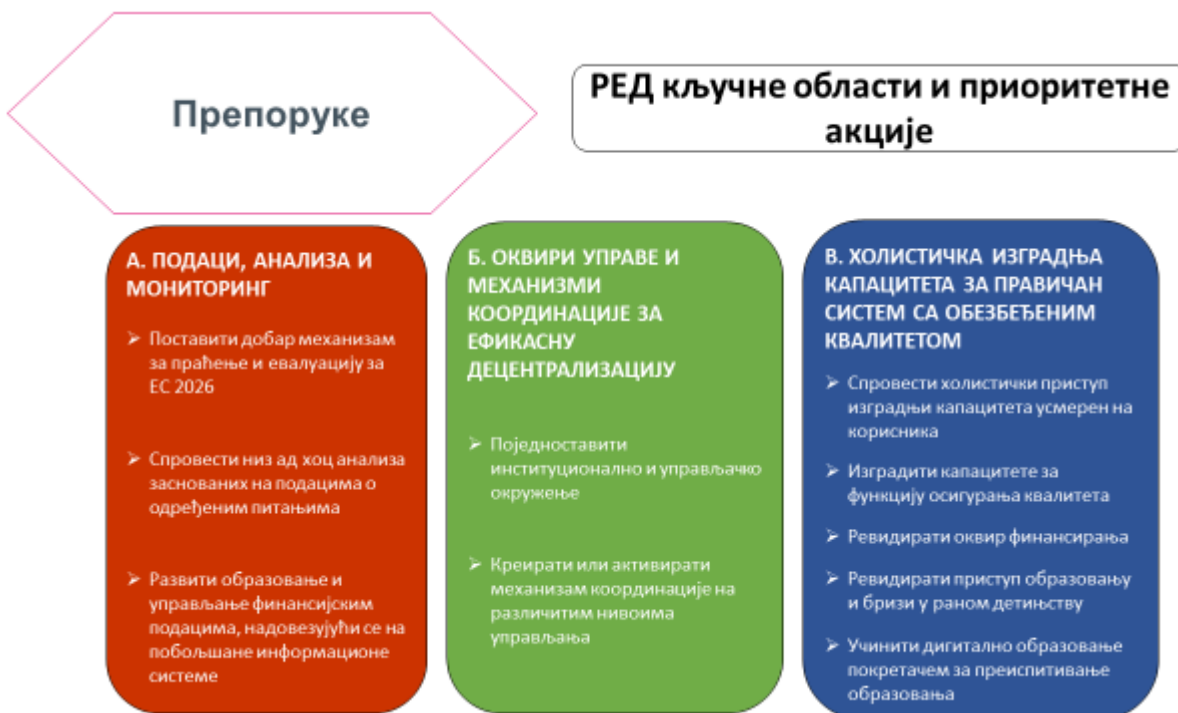 Препоруке
РЕД кључне области и приоритетне
акције
А. ПОДАЦИ, АНАЛИЗА И
МОНИТОРИНГ
➢ Поставити добар механизам
за праћење и евалуацију за
ЕС 2026
➢ Спровести низ ад хоц анализа
заснованих на подацима о
одређеним питањима
➢ Развити образовање и
управљање финансијским
подацима, надовезујући се на
побољшане информационе
системе
Б. ОКВИРИ УПРАВЕ И
МЕХАНИЗМИ
КООРДИНАЦИЈЕ ЗА
ЕФИКАСНУ
ДЕЦЕНТРАЛИЗАЦИЈУ
➢ Поједноставити
институционално и управљачко
окружење
➢ Креирати или активирати
механизам координације на
различитим нивоима
управљања
В. ХОЛИСТИЧКА ИЗГРАДЊА
КАПАЦИТЕТА ЗА ПРАВИЧАН
СИСТЕМ СА ОБЕЗБЕЂЕНИМ
КВАЛИТЕТОМ
➢ Спровести холистички приступ
изградњи капацитета усмерен на
корисника
➢ Изградити капацитете за
функцију осигурања квалитета
➢ Ревидирати оквир финансирања
➢ Ревидирати приступ образовању
и бризи у раном детињству
➢ Учинити дигитално образовање
покретачем за преиспитивање
образовања